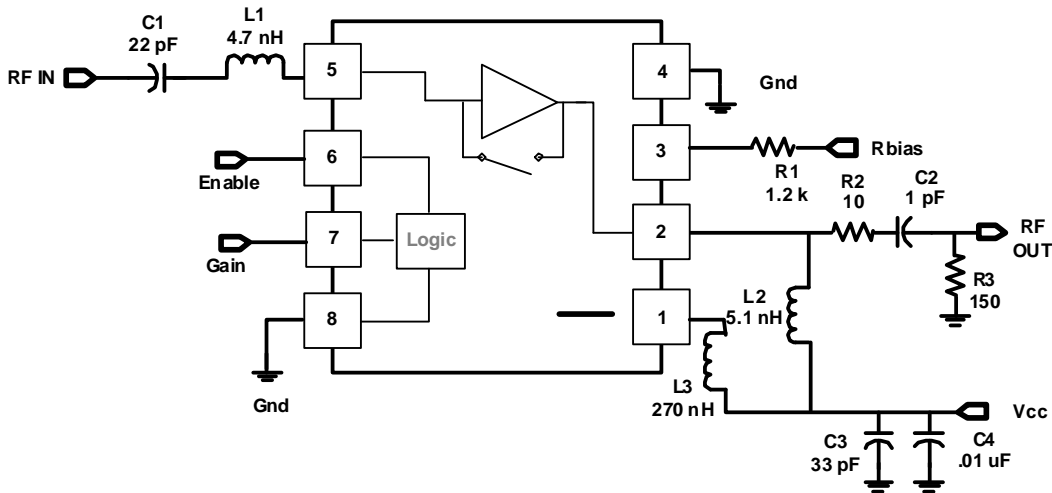 C1
22 pF
L1
4.7 nH
RF IN
5
4
Gnd
6
Enable
3
Rbias
R1
1.2 k
R2
10
C2
1 pF
7
Gain
Logic
2
RF
OUT
R3
150
8
Gnd
1
L2
5.1 nH
L3
270 nH
Vcc
C3
33 pF
C4
.01 uF